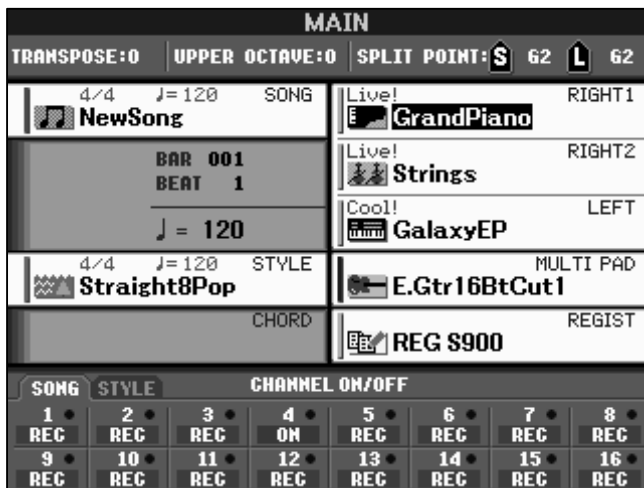 MAIN
TRANSPOSE:0 UPPER OCTAVE:0 SPLIT POINT: S G2 L G2
4/4 ♩=120 SONG
NewSong
BAR 001
BEAT 1
♩ = 120
4/4 ♩=120 STYLE
Straight8Pop
CHORD
Live! RIGHT1
GrandPiano
Live! RIGHT2
Strings
Cool! LEFT
GalaxyEP
MULTI PAD
E.Gtr16BtCut1
REGIST
REG S900
SONG STYLE CHANNEL ON/OFF
1 2 3 4 5 6 7 8
REC REC REC ON REC REC REC REC
9 10 11 12 13 14 15 16
REC REC REC REC REC REC REC REC